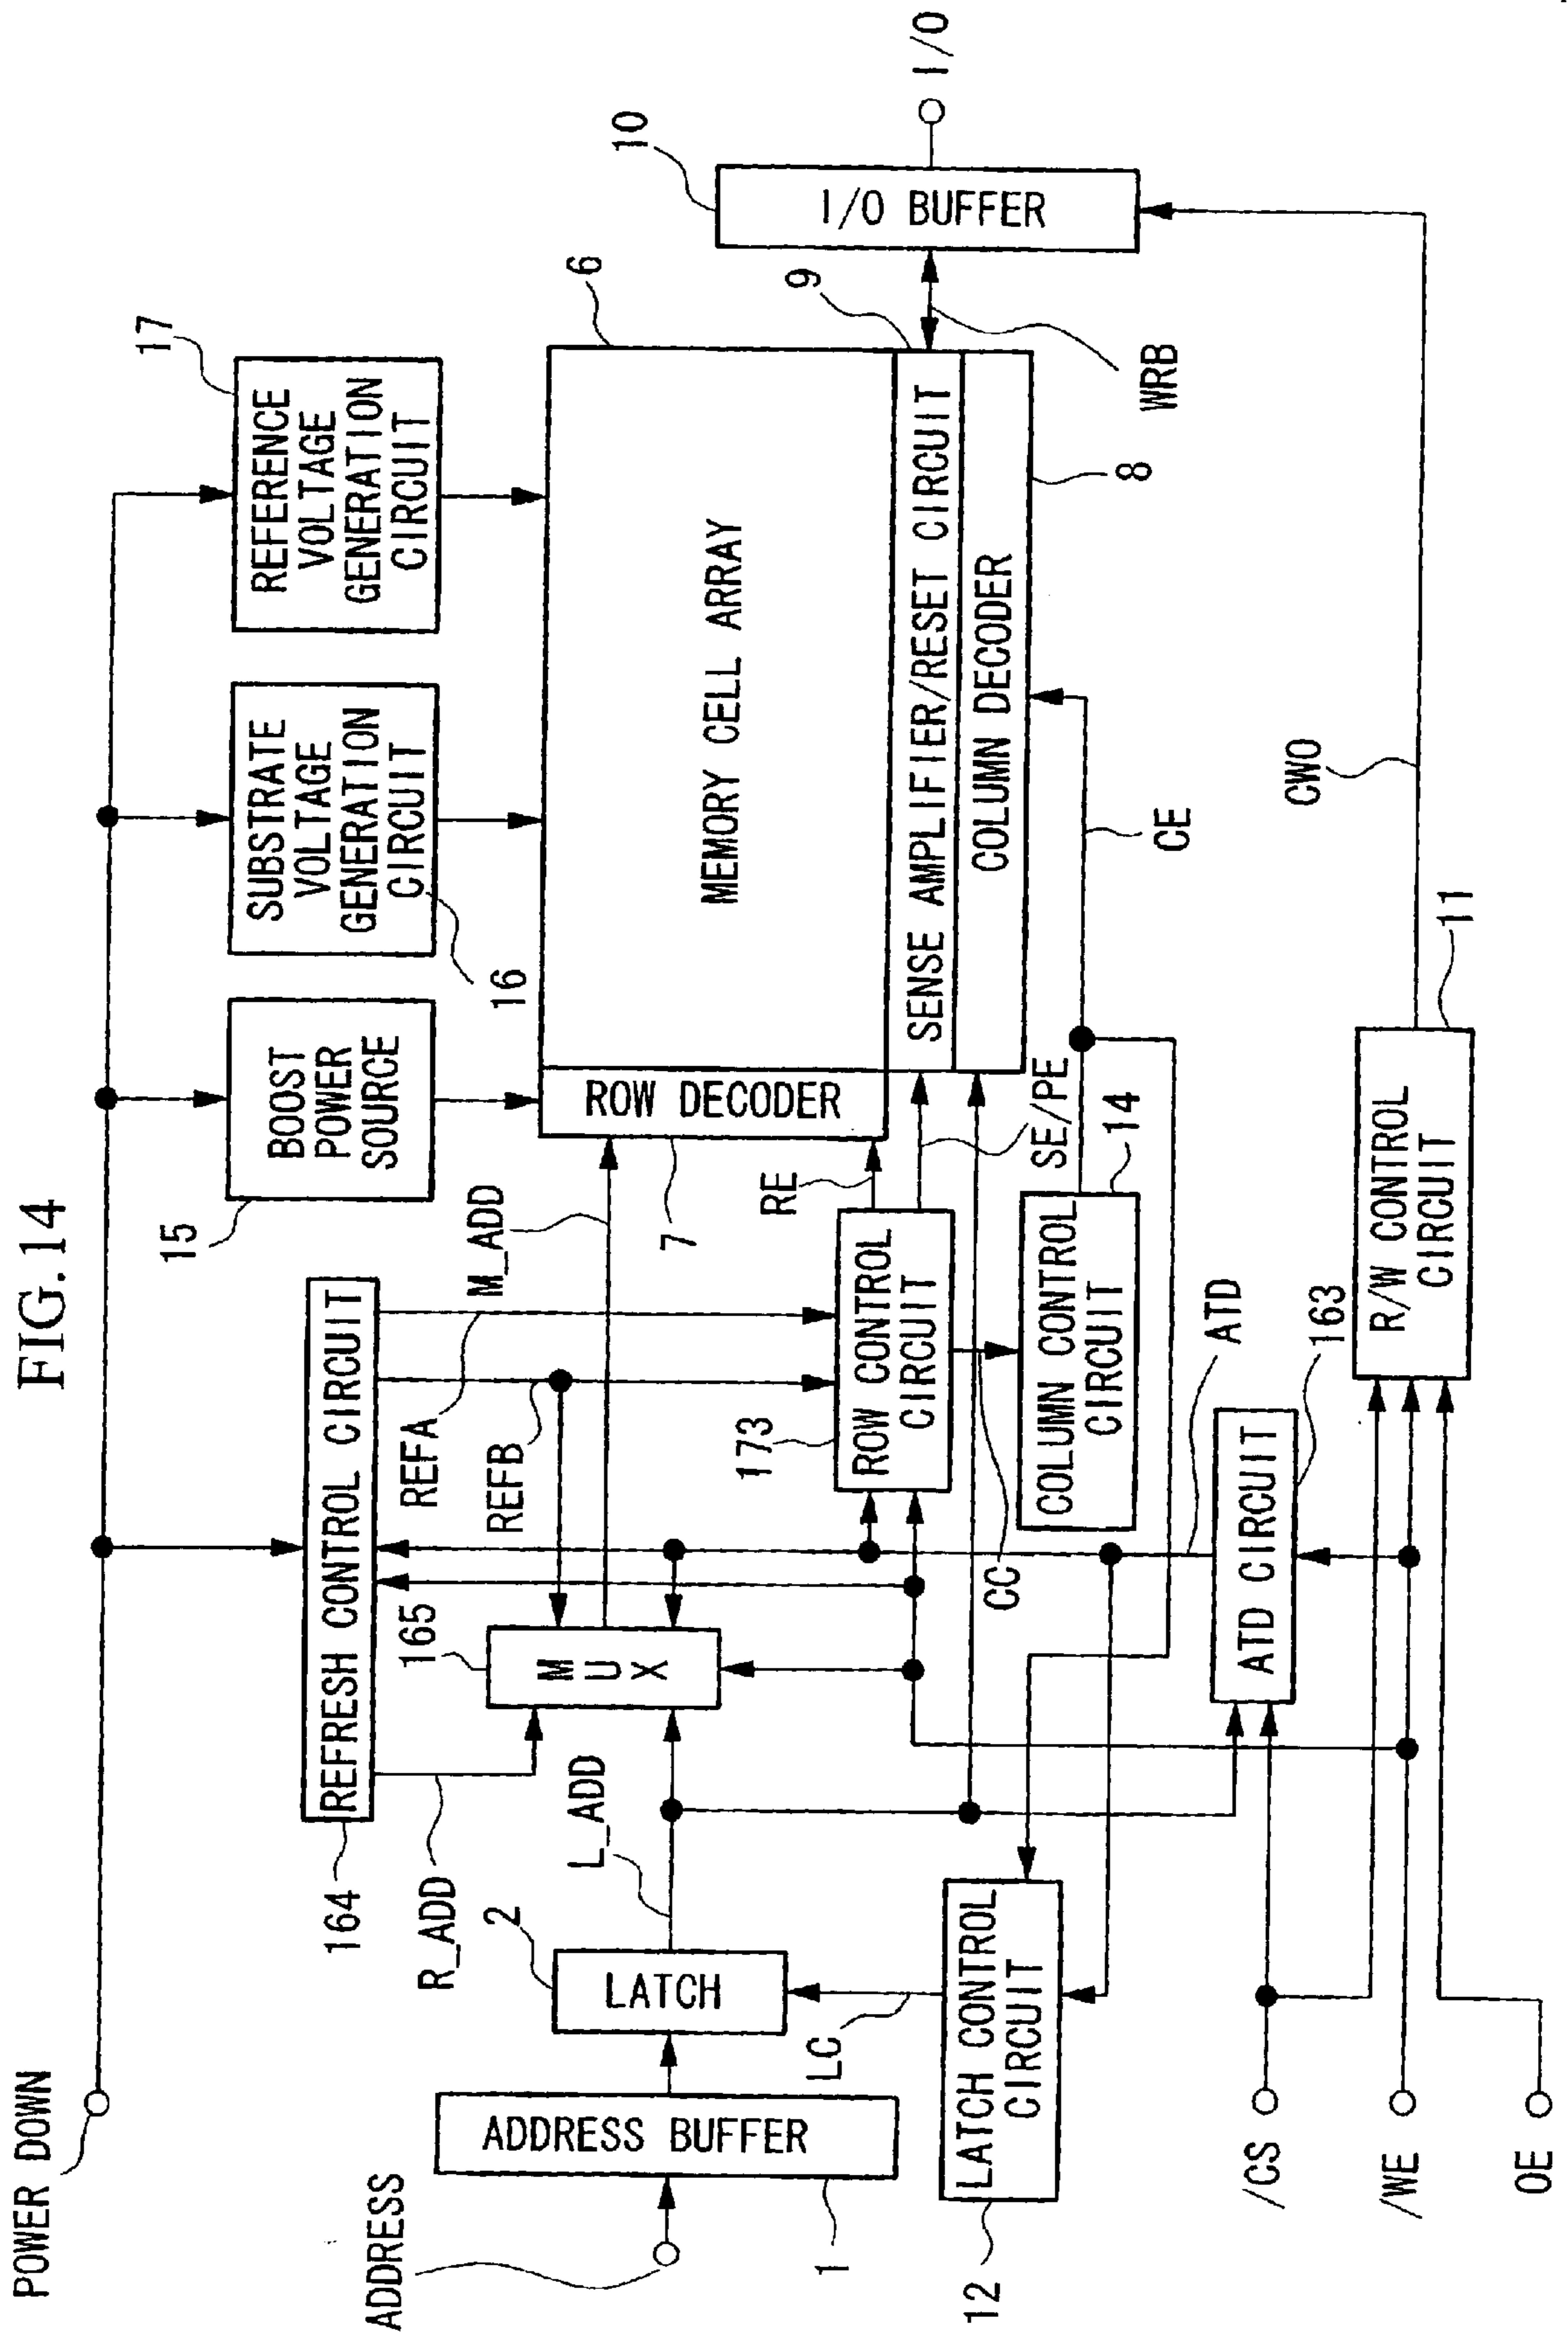 FIG.14
POWER DOWN
15
BOOST
POWER
SOURCE
SUBSTRATE
VOLTAGE
GENERATION
CIRCUIT
16
REFERENCE
VOLTAGE
GENERATION
CIRCUIT
17
164
REFRESH CONTROL CIRCUIT
R_ADD
REFA
REFB
M_ADD
165
MUX
ADDRESS
ADDRESS BUFFER
1
2
LATCH
L_ADD
LC
7
ROW DECODER
MEMORY CELL ARRAY
6
RE
173
ROW CONTROL
CIRCUIT
SE/PE
SENSE AMPLIFIER/RESET CIRCUIT
9
COLUMN DECODER
8
WRB
10
I/O BUFFER
I/O
CC
COLUMN CONTROL
CIRCUIT
14
CE
12
LATCH CONTROL
CIRCUIT
ATD
ATD CIRCUIT
163
R/W CONTROL
CIRCUIT
11
CWO
/CS
/WE
OE